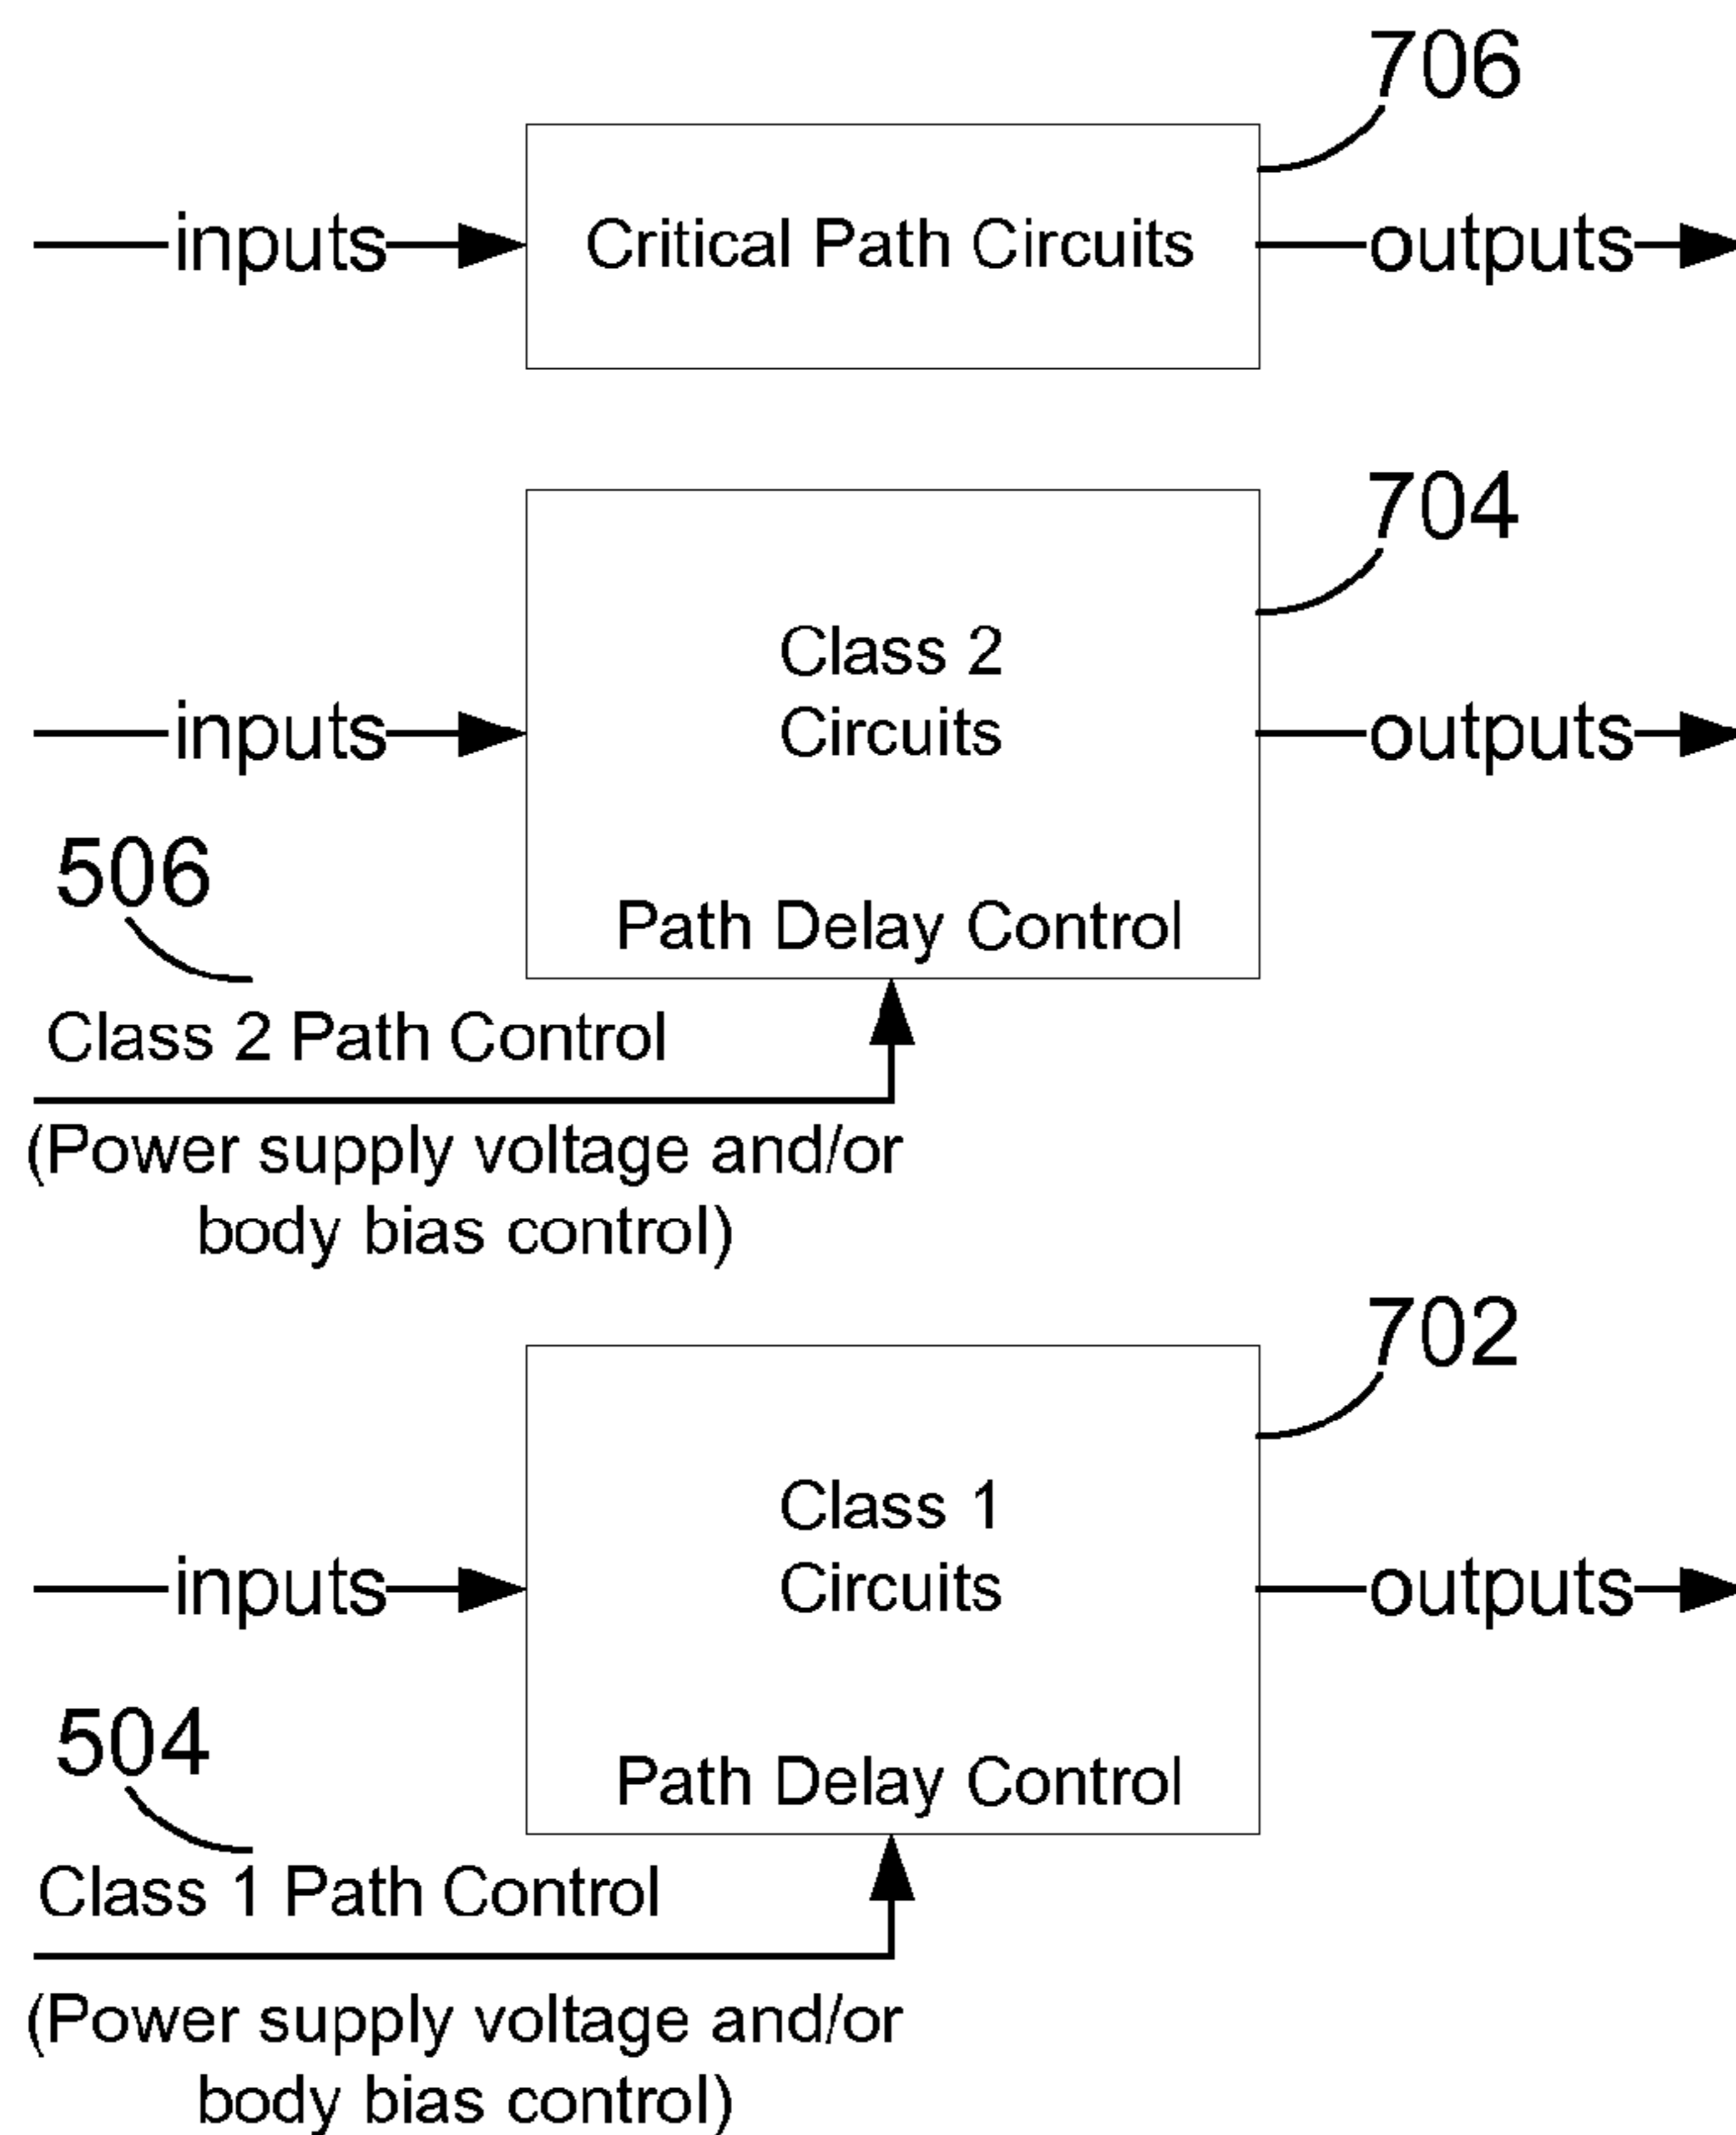 706
inputs
Critical Path Circuits
outputs
704
Class 2
Circuits
inputs
outputs
506
Path Delay Control
Class 2 Path Control
(Power supply voltage and/or
body bias control)
702
Class 1
Circuits
inputs
outputs
504
Path Delay Control
Class 1 Path Control
(Power supply voltage and/or
body bias control)